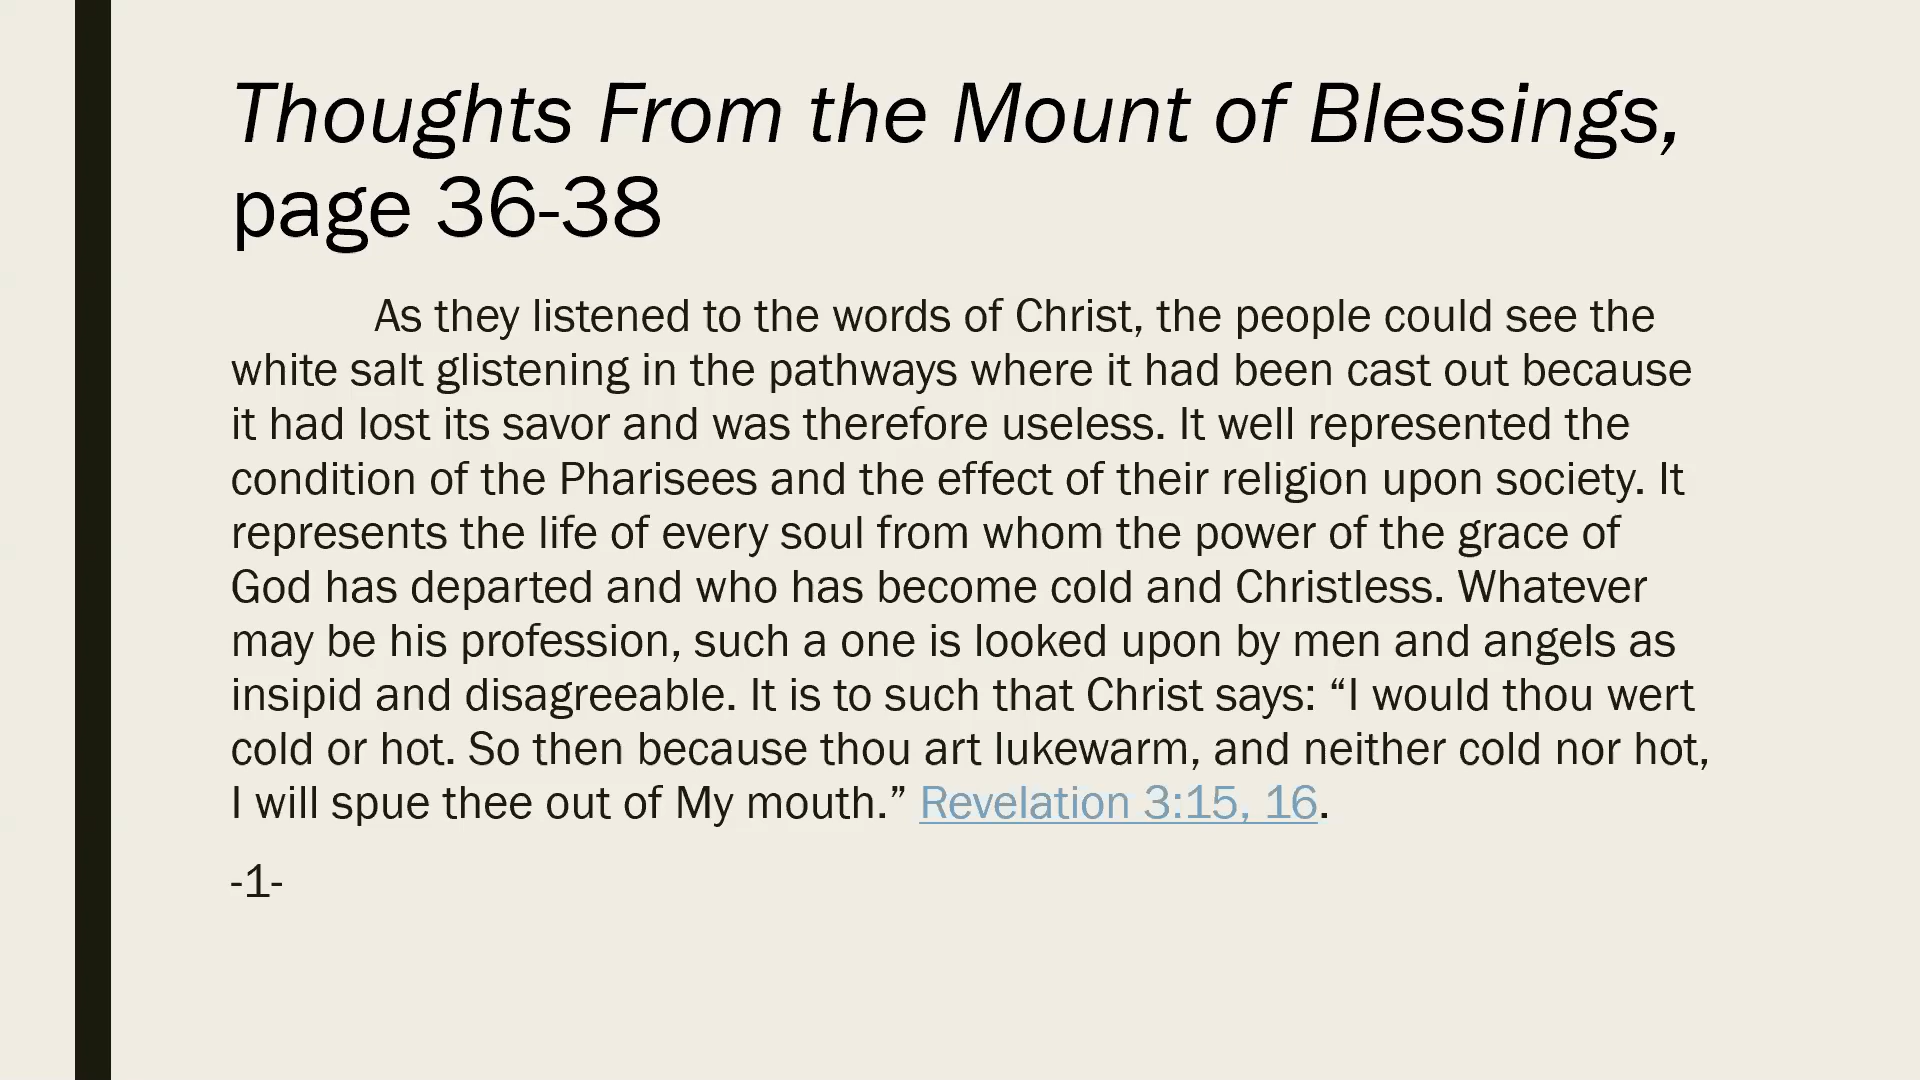 Thoughts From the Mount of Blessings,
page 36-38
As they listened to the words of Christ, the people could see the
white salt glistening in the pathways where it had been cast out because
it had lost its savor and was therefore useless. It well represented the
condition of the Pharisees and the effect of their religion upon society. It
represents the life of every soul from whom the power of the grace of
God has departed and who has become cold and Christless. Whatever
may be his profession, such a one is looked upon by men and angels as
insipid and disagreeable. It is to such that Christ says: “I would thou wert
cold or hot. So then because thou art lukewarm, and neither cold nor hot,
I will spue thee out of My mouth.” Revelation 3:15, 16.
-1-